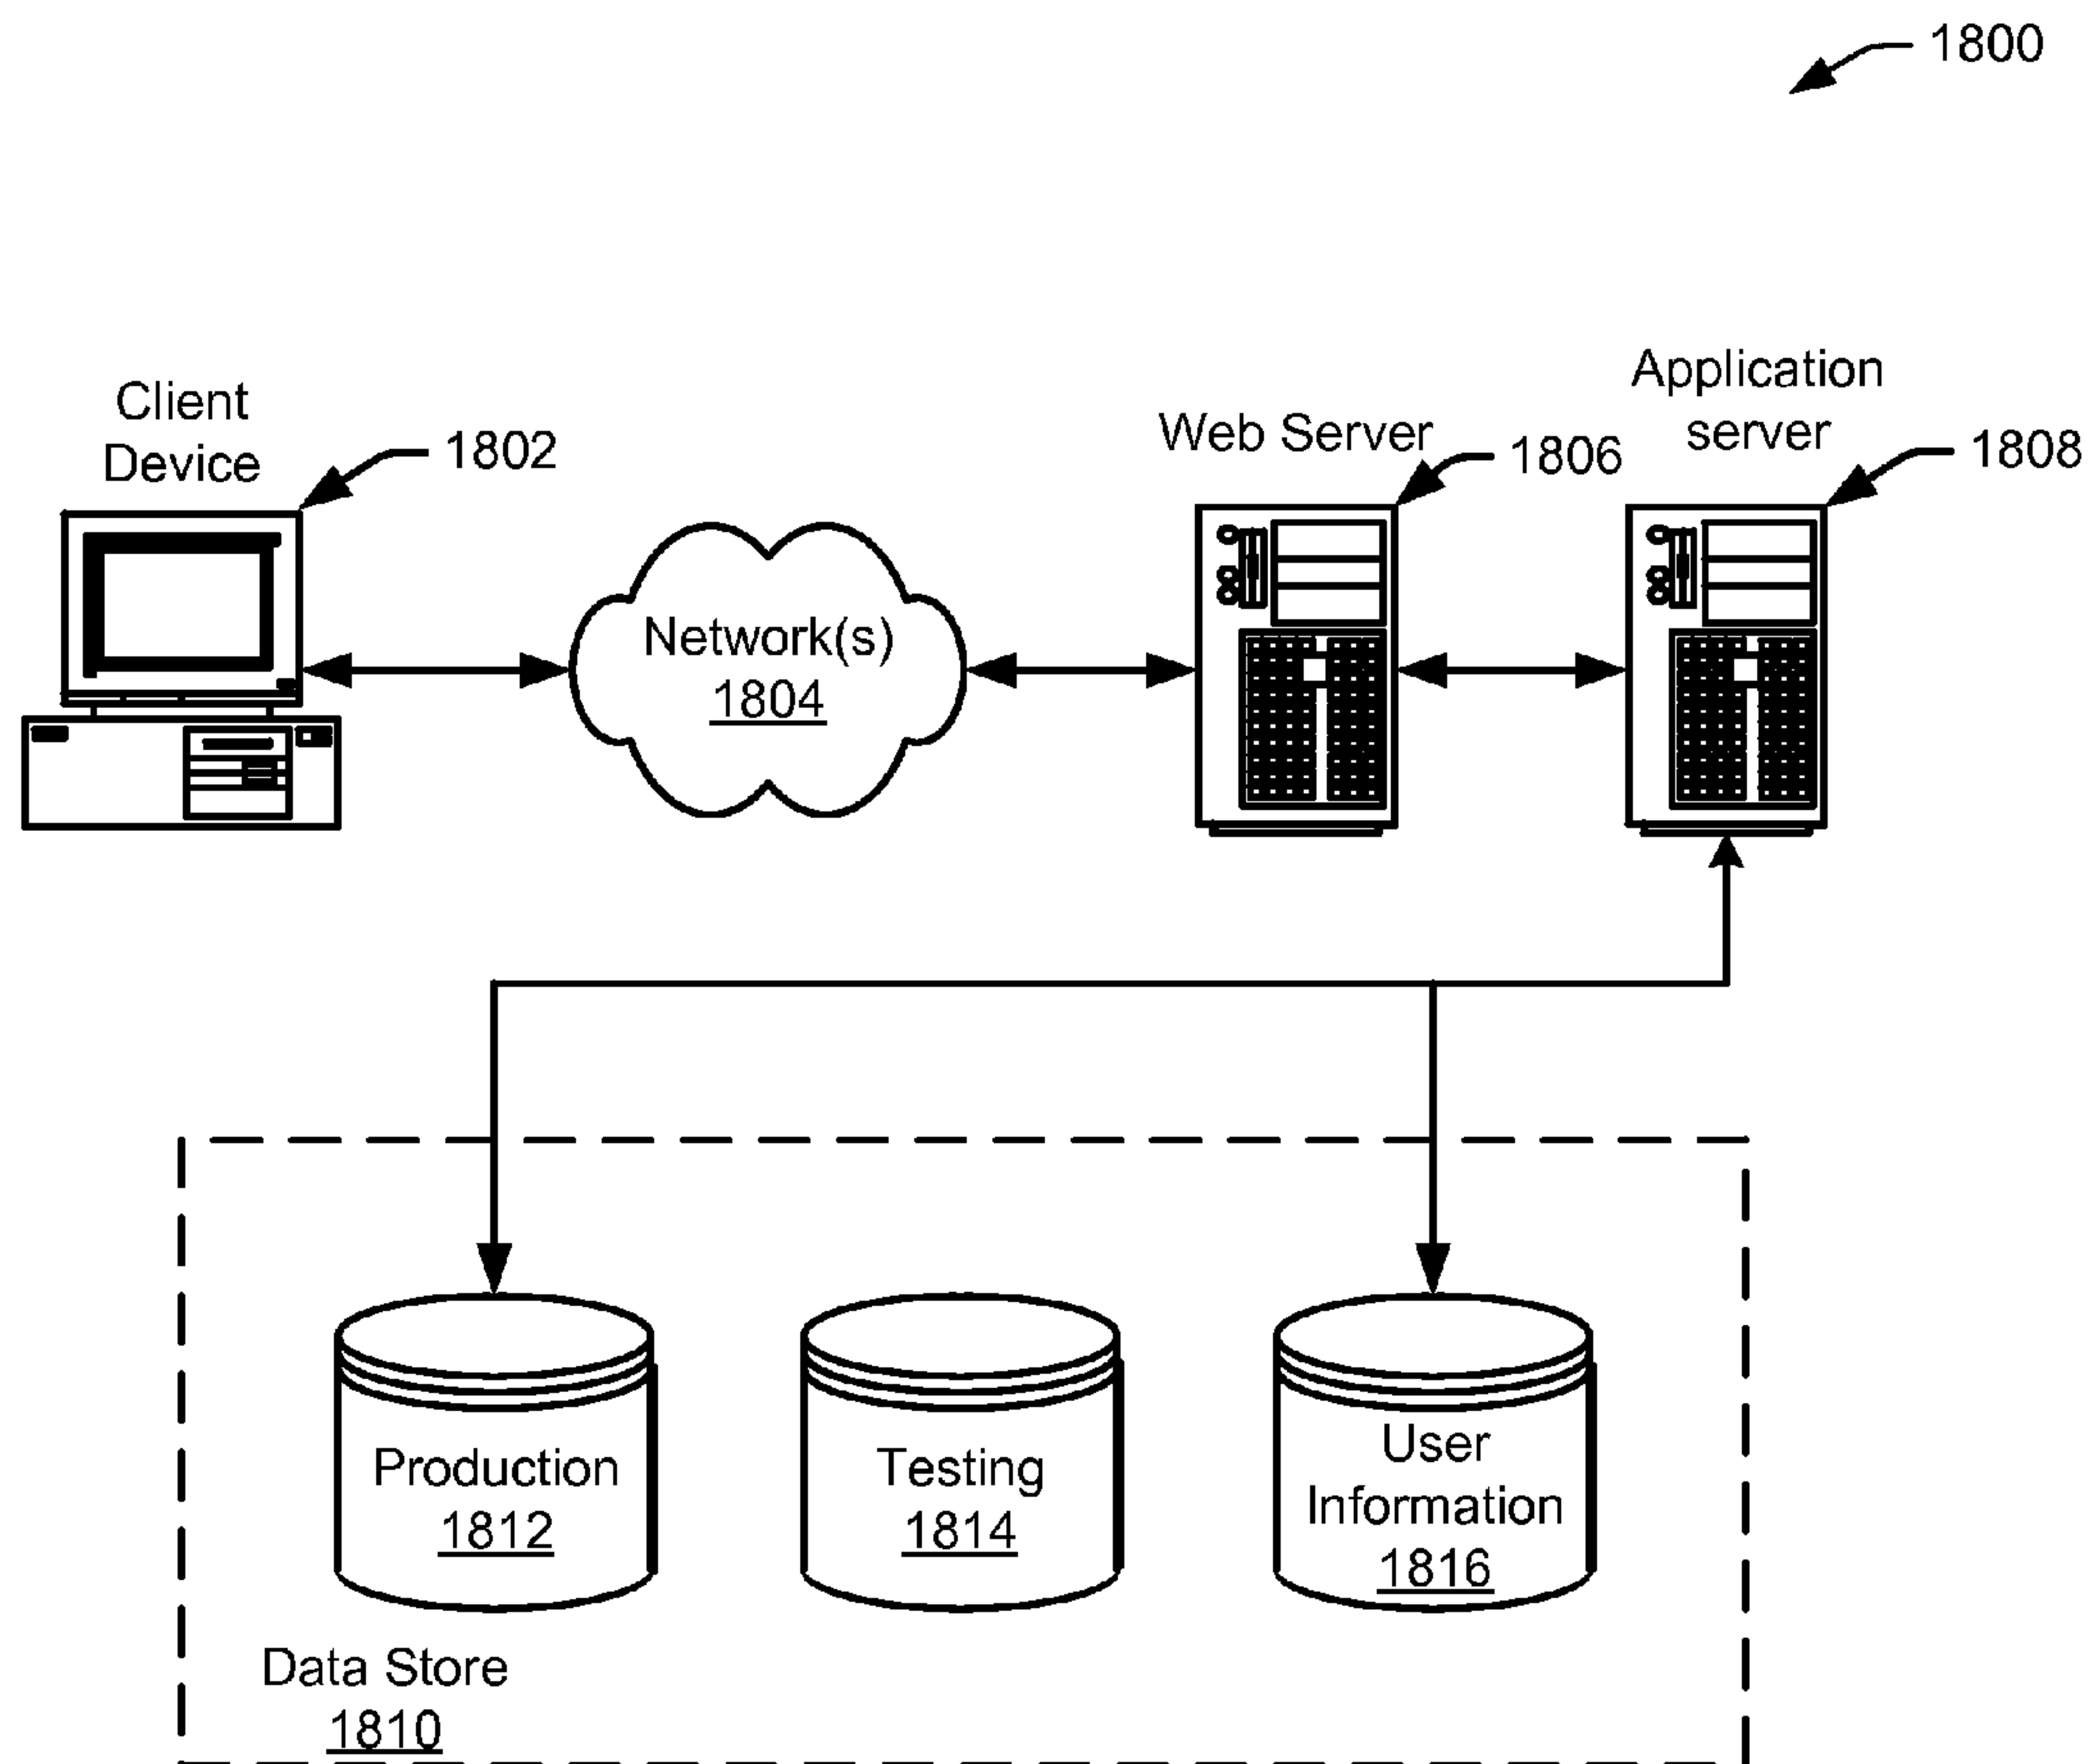 1800
Client
Device
1802
Web Server
1806
Application
server
1808
Network(s)
1804
Production
1812
Testing
1814
User
Information
1816
Data Store
1810